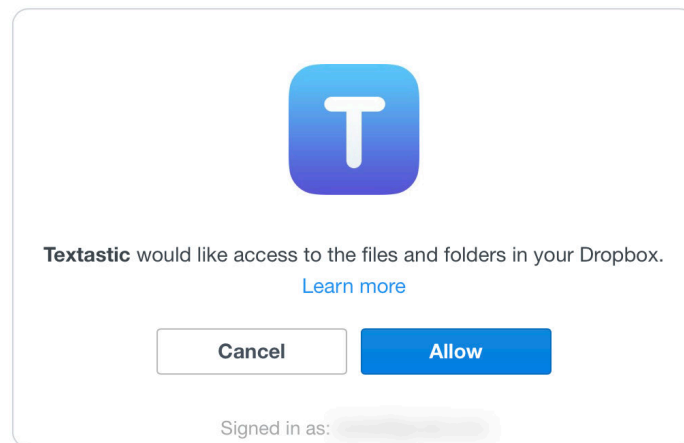 T
Textastic would like access to the files and folders in your Dropbox.
Learn more
Cancel
Allow
Signed in as: